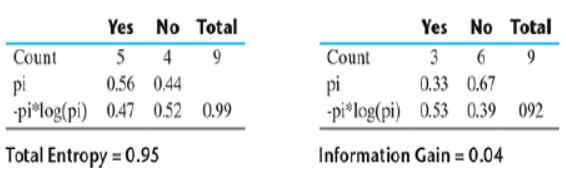 Yes No Total
Count 5 4 9
pi 0.56 0.44
-pi*log(pi) 0.47 0.52 0.99
Total Entropy = 0.95
Yes No Total
Count 3 6 9
pi 0.33 0.67
-pi*log(pi) 0.53 0.39 092
Information Gain = 0.04